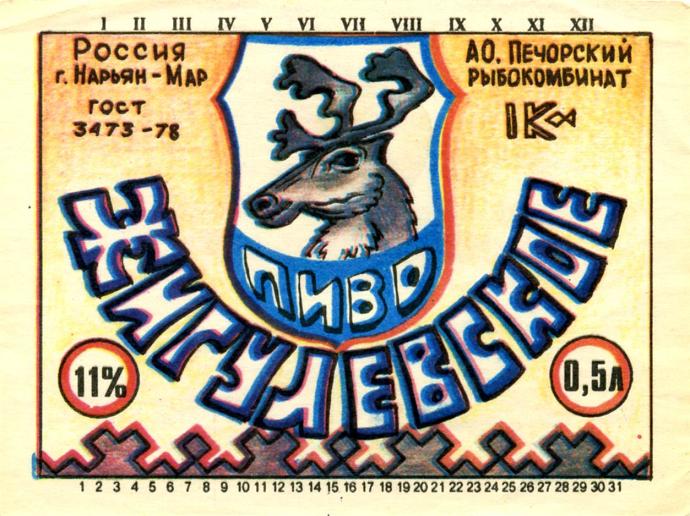 I II III IV V VI VII VIII IX X XI XII
Россия
г. Нарьян-Мар
ГОСТ
3473-78
АО. Печорский
рыбокомбинат
IK
ПИВО
ЖИГУЛЕВСКОЕ
11%
0,5л
1 2 3 4 5 6 7 8 9 10 11 12 13 14 15 16 17 18 19 20 21 22 23 24 25 26 27 28 29 30 31